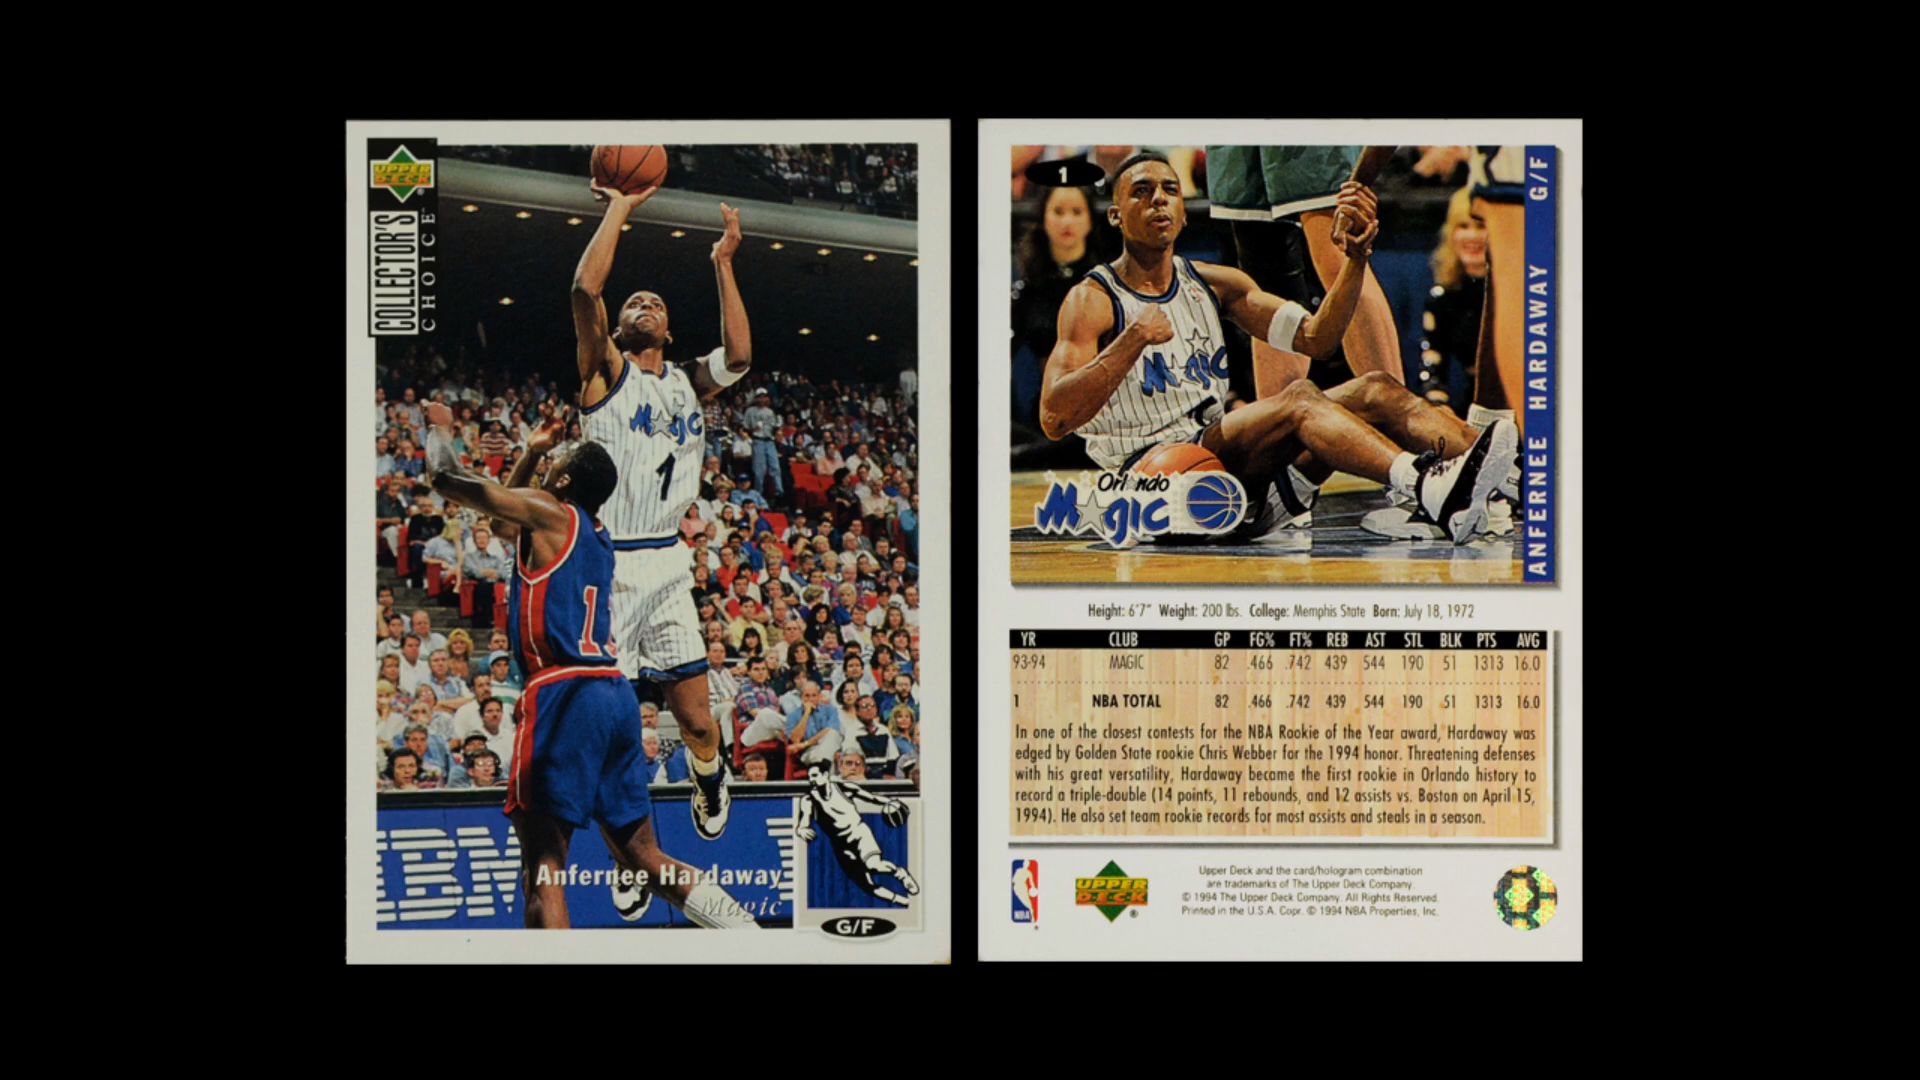 UPPER
DECK
®
COLLECTOR'S
CHOICE
Magic
1
1
IBM
Anfernee Hardaway
Magic
G/F
1
Magic
Orlando
Magic
ANFERNEE HARDAWAY G/F
Height: 6'7" Weight: 200 lbs. College: Memphis State Born: July 18, 1972
YR CLUB GP FG% FT% REB AST STL BLK PTS AVG
93-94 MAGIC 82 .466 .742 439 544 190 51 1313 16.0
1 NBA TOTAL 82 .466 .742 439 544 190 51 1313 16.0
In one of the closest contests for the NBA Rookie of the Year award, Hardaway was
edged by Golden State rookie Chris Webber for the 1994 honor. Threatening defenses
with his great versatility, Hardaway became the first rookie in Orlando history to
record a triple-double (14 points, 11 rebounds, and 12 assists vs. Boston on April 15,
1994). He also set team rookie records for most assists and steals in a season.
NBA
®
UPPER
DECK
®
Upper Deck and the card/hologram combination
are trademarks of The Upper Deck Company
© 1994 The Upper Deck Company. All Rights Reserved.
Printed in the U.S.A. Copr. © 1994 NBA Properties, Inc.